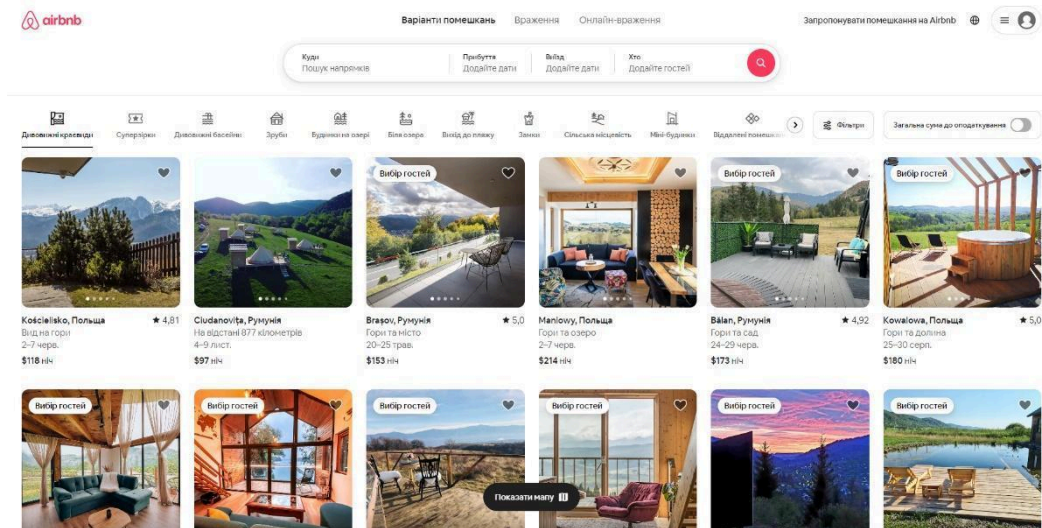 airbnb
Варіанти помешкань Враження Онлайн-враження
Запропонувати помешкання на Airbnb
Куди
Пошук напрямків
Прибуття
Додайте дати
Виїзд
Додайте дати
Хто
Додайте гостей
Дивовижні краєвиди
Суперзірки
Дивовижні басейни
Зруби
Будинки на озері
Біля озера
Вихід до пляжу
Замки
Сільська місцевість
Міні-будинки
Віддалені помешк
Фільтри
Загальна сума до оподаткування
Kościelisko, Польща ★ 4,81
Вид на гори
2–7 черв.
$118 ніч
Ciudanovița, Румунія
На відстані 877 кілометрів
4–9 лист.
$97 ніч
Вибір гостей
Brașov, Румунія ★ 5,0
Гори та місто
20–25 трав.
$153 ніч
Maniowy, Польща
Гори та озеро
2–7 черв.
$214 ніч
Вибір гостей
Bălan, Румунія ★ 4,92
Гори та сад
24–29 черв.
$173 ніч
Вибір гостей
Kowalowa, Польща ★ 5,0
Гори та долина
25–30 серп.
$180 ніч
Вибір гостей
Вибір гостей
Вибір гостей
Вибір гостей
Вибір гостей
Вибір гостей
Показати мапу